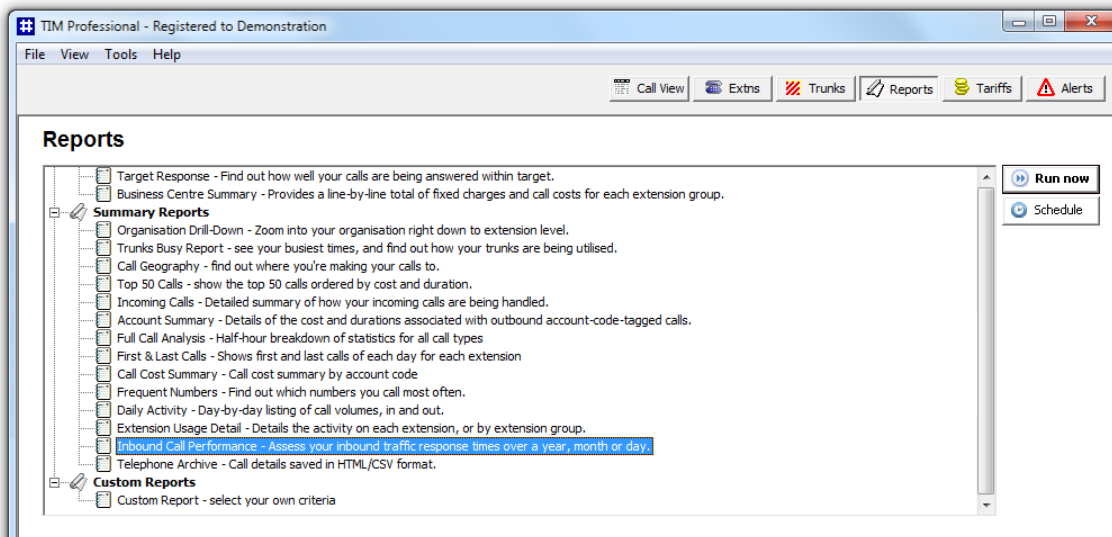 TIM Professional - Registered to Demonstration
File View Tools Help
Call View Extns Trunks Reports Tariffs Alerts
Reports
Target Response - Find out how well your calls are being answered within target.
Business Centre Summary - Provides a line-by-line total of fixed charges and call costs for each extension group.
Summary Reports
Organisation Drill-Down - Zoom into your organisation right down to extension level.
Trunks Busy Report - see your busiest times, and find out how your trunks are being utilised.
Call Geography - find out where you're making your calls to.
Top 50 Calls - show the top 50 calls ordered by cost and duration.
Incoming Calls - Detailed summary of how your incoming calls are being handled.
Account Summary - Details of the cost and durations associated with outbound account-code-tagged calls.
Full Call Analysis - Half-hour breakdown of statistics for all call types
First & Last Calls - Shows first and last calls of each day for each extension
Call Cost Summary - Call cost summary by account code
Frequent Numbers - Find out which numbers you call most often.
Daily Activity - Day-by-day listing of call volumes, in and out.
Extension Usage Detail - Details the activity on each extension, or by extension group.
Inbound Call Performance - Assess your inbound traffic response times over a year, month or day.
Telephone Archive - Call details saved in HTML/CSV format.
Custom Reports
Custom Report - select your own criteria
Run now
Schedule